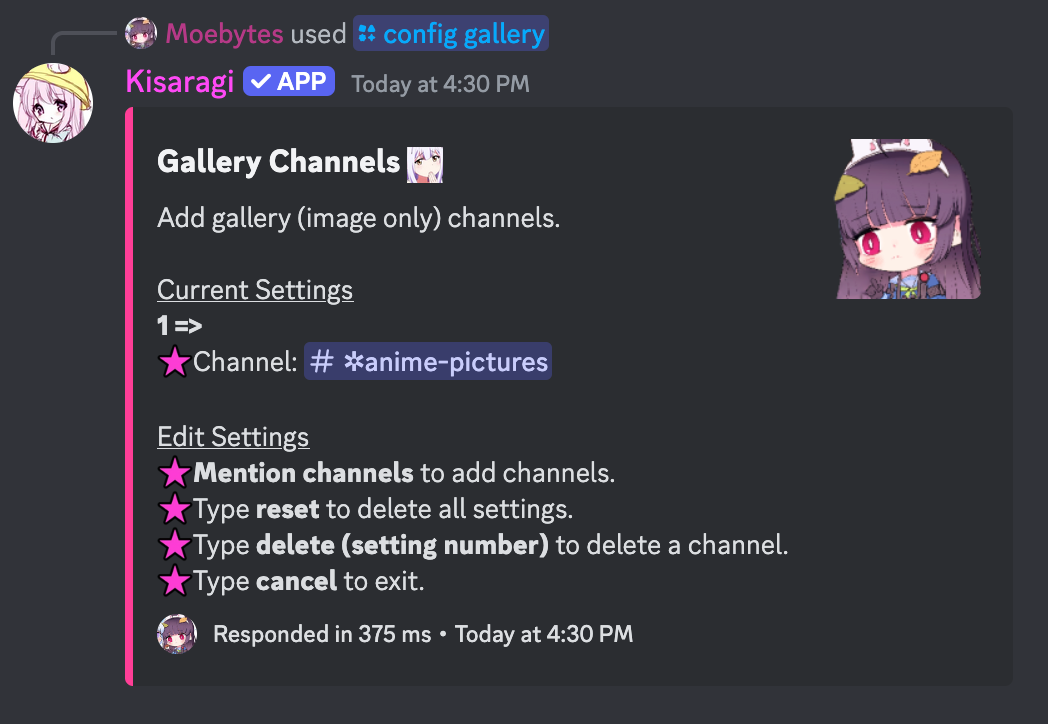 Moebytes used config gallery
Kisaragi ✓ APP Today at 4:30 PM
Gallery Channels
Add gallery (image only) channels.
Current Settings
1 =>
★Channel: # ✲anime-pictures
Edit Settings
★Mention channels to add channels.
★Type reset to delete all settings.
★Type delete (setting number) to delete a channel.
★Type cancel to exit.
Responded in 375 ms • Today at 4:30 PM